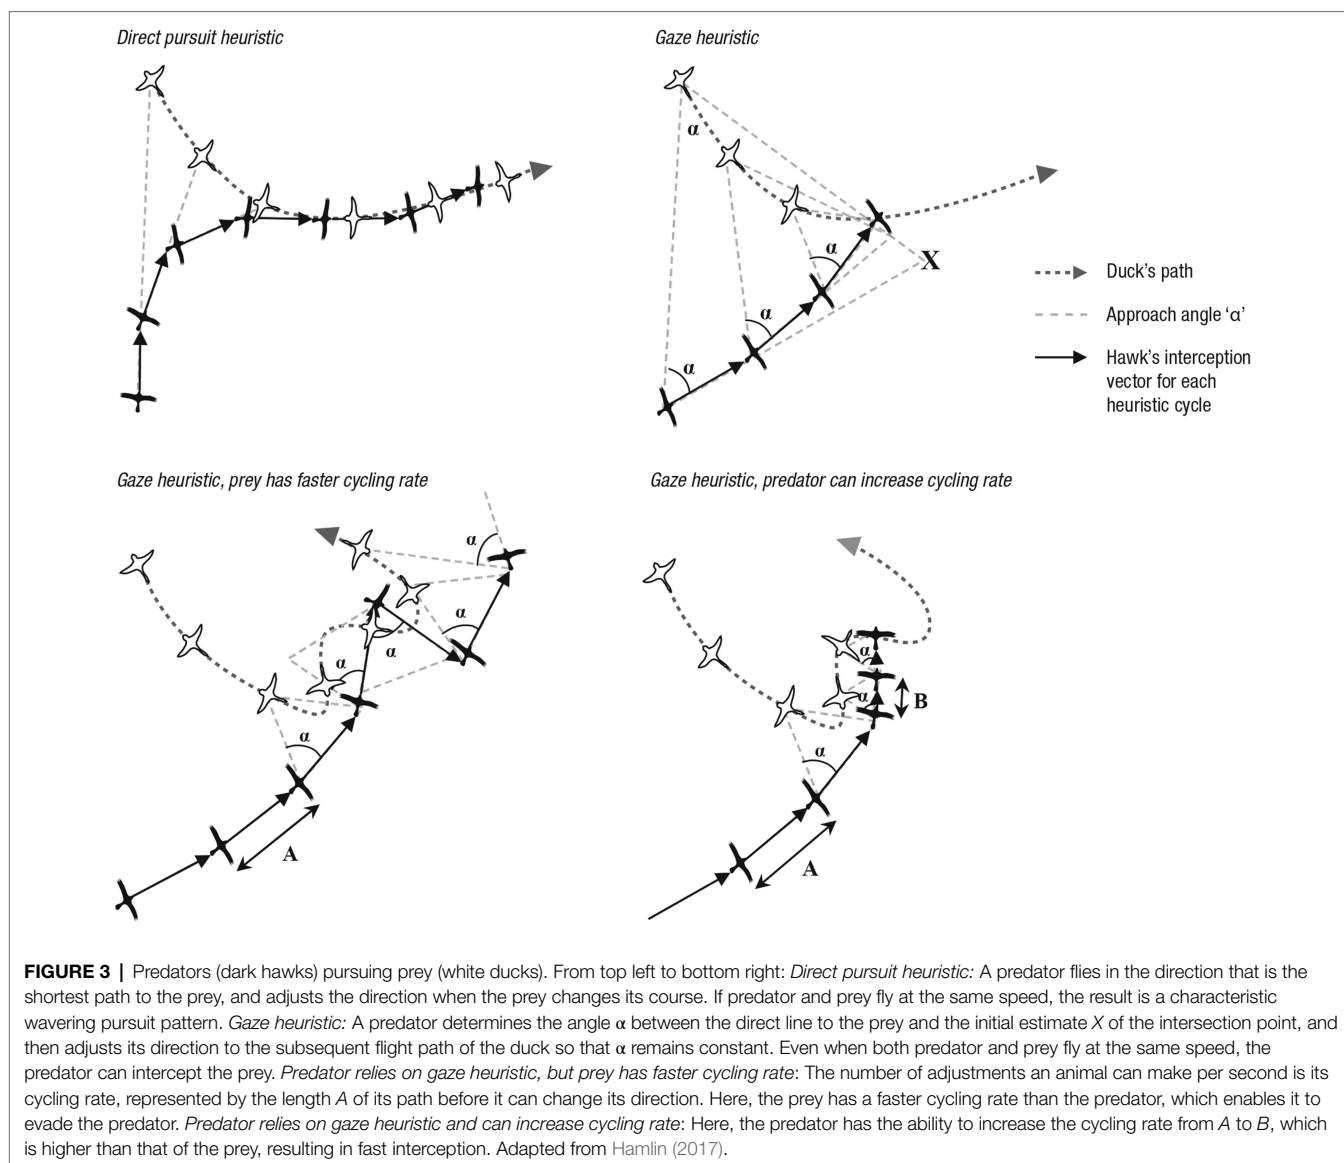 Direct pursuit heuristic
Gaze heuristic
α
α
α
α
X
Duck's path
Approach angle ‘α’
Hawk's interception
vector for each
heuristic cycle
Gaze heuristic, prey has faster cycling rate
α
α
α
α
α
A
Gaze heuristic, predator can increase cycling rate
α
α
B
α
A
FIGURE 3 | Predators (dark hawks) pursuing prey (white ducks). From top left to bottom right: Direct pursuit heuristic: A predator flies in the direction that is the
shortest path to the prey, and adjusts the direction when the prey changes its course. If predator and prey fly at the same speed, the result is a characteristic
wavering pursuit pattern. Gaze heuristic: A predator determines the angle α between the direct line to the prey and the initial estimate X of the intersection point, and
then adjusts its direction to the subsequent flight path of the duck so that α remains constant. Even when both predator and prey fly at the same speed, the
predator can intercept the prey. Predator relies on gaze heuristic, but prey has faster cycling rate: The number of adjustments an animal can make per second is its
cycling rate, represented by the length A of its path before it can change its direction. Here, the prey has a faster cycling rate than the predator, which enables it to
evade the predator. Predator relies on gaze heuristic and can increase cycling rate: Here, the predator has the ability to increase the cycling rate from A to B, which
is higher than that of the prey, resulting in fast interception. Adapted from Hamlin (2017).